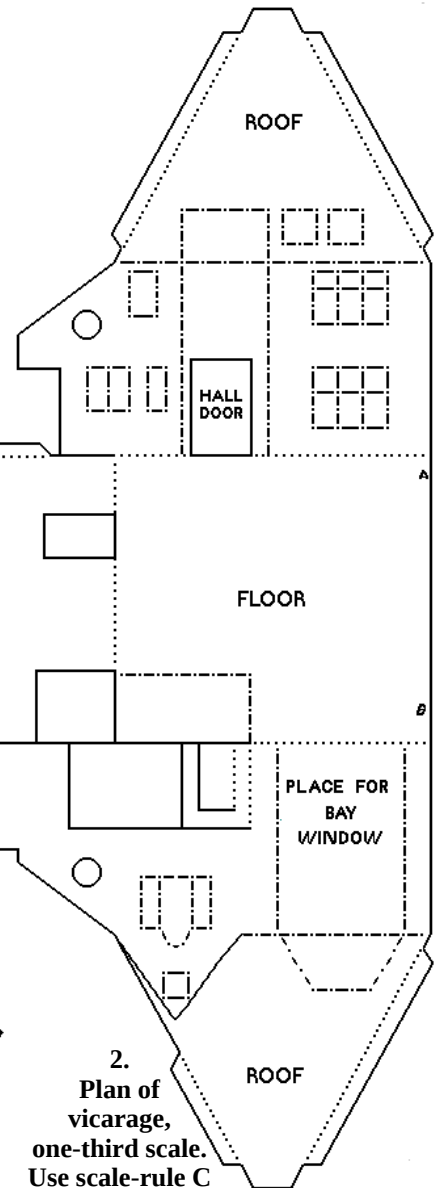 ROOF
HALL
DOOR
A
FLOOR
B
PLACE FOR
BAY
WINDOW
2.
Plan of
vicarage,
one-third scale.
Use scale-rule C
ROOF